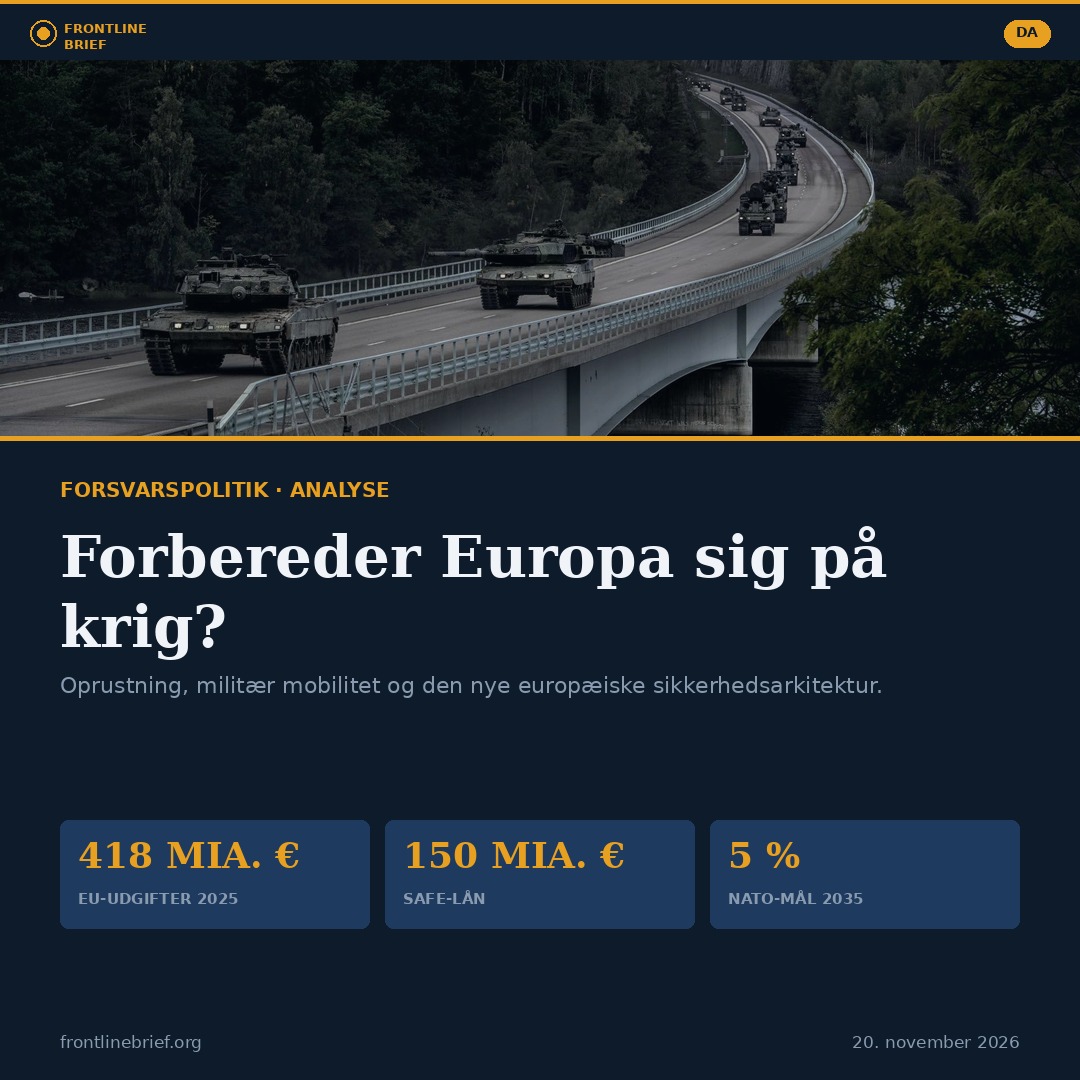 FRONTLINE
BRIEF
DA
FORSVARSPOLITIK · ANALYSE
Forbereder Europa sig på
krig?
Oprustning, militær mobilitet og den nye europæiske sikkerhedsarkitektur.
418 MIA. €
EU-UDGIFTER 2025
150 MIA. €
SAFE-LÅN
5 %
NATO-MÅL 2035
frontlinebrief.org
20. november 2026